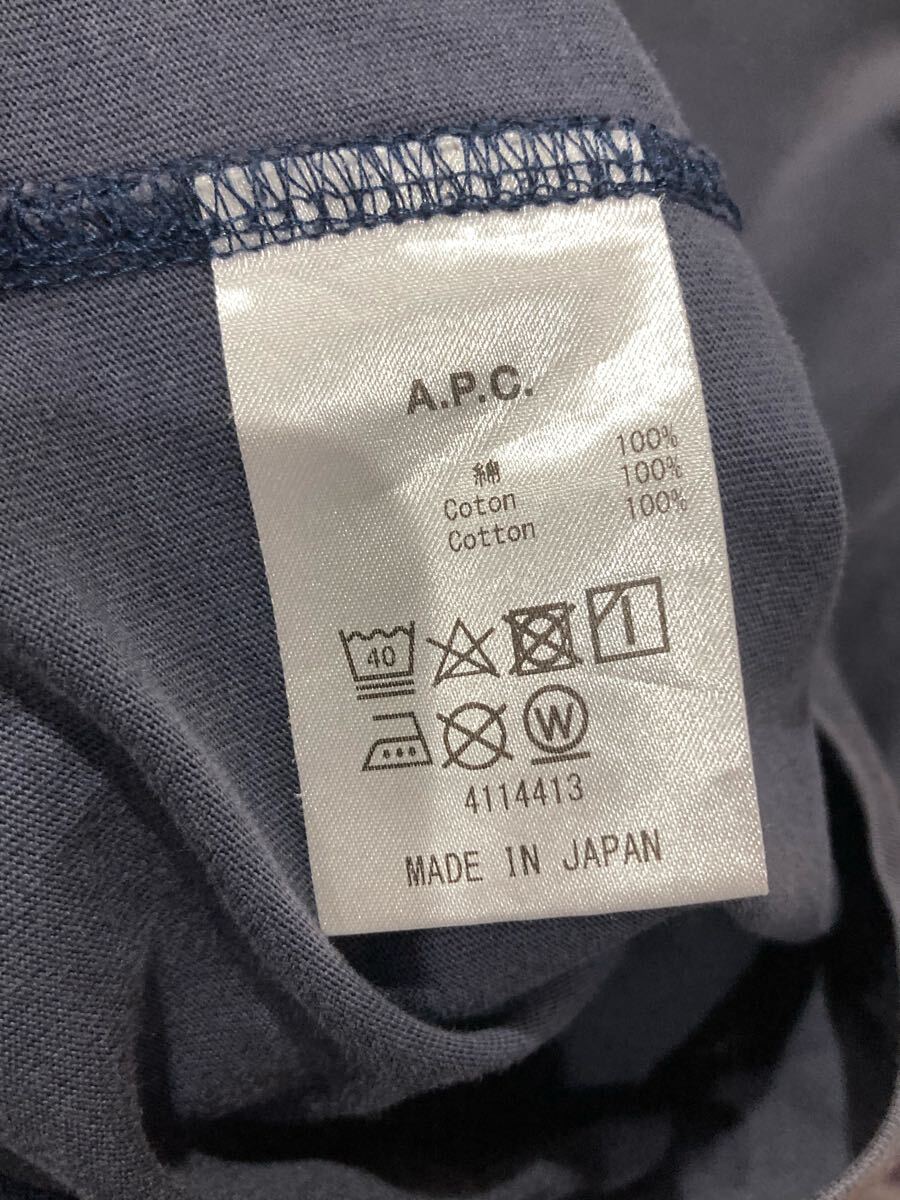 A.P.C.
綿 100%
Coton 100%
Cotton 100%
40
W
4114413
MADE IN JAPAN